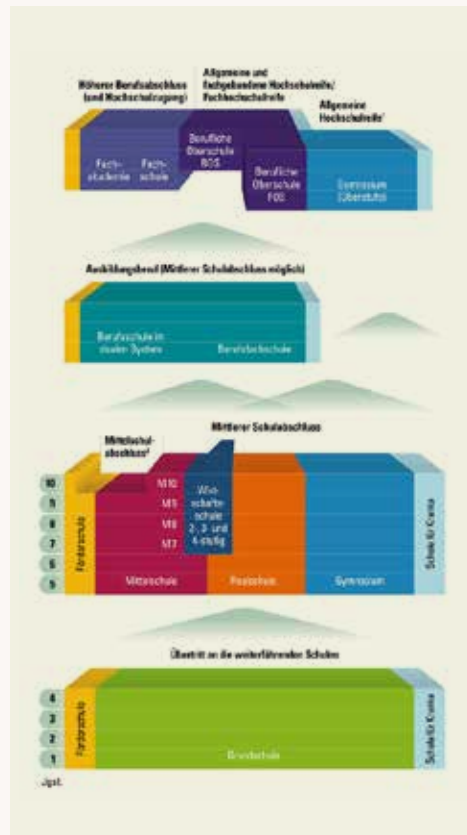 Höherer Berufsabschluss
(und Hochschulzugang)
Allgemeine und
fachgebundene Hochschulreife/
Fachhochschulreife
Allgemeine
Hochschulreife¹
Fach-
akademie
Fach-
schule
Berufliche
Oberschule
BOS
Berufliche
Oberschule
FOS
Gymnasium
(Oberstufe)
Ausbildungsberuf (Mittlerer Schulabschluss möglich)
Berufsschule im
dualen System
Berufsfachschule
Mittlerer Schulabschluss
Mittelschul-
abschluss²
10
9
8
7
6
5
Förderschule
M10
M9
M8
M7
Wirt-
schafts-
schule
2-, 3- und
4-stufig
Mittelschule
Realschule
Gymnasium
Schule für Kranke
Übertritt an die weiterführenden Schulen
4
3
2
1
Förderschule
Grundschule
Schule für Kranke
Jgst.